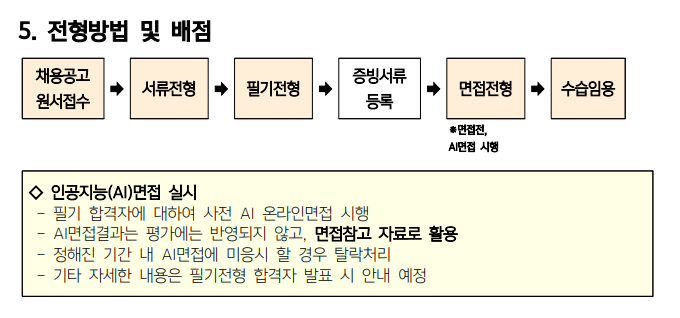 5. 전형방법 및 배점
채용공고
원서접수
서류전형
필기전형
증빙서류
등록
면접전형
수습임용
※면접전,
AI면접 시행
◇ 인공지능(AI)면접 실시
- 필기 합격자에 대하여 사전 AI 온라인면접 시행
- AI면접결과는 평가에는 반영되지 않고, 면접참고 자료로 활용
- 정해진 기간 내 AI면접에 미응시 할 경우 탈락처리
- 기타 자세한 내용은 필기전형 합격자 발표 시 안내 예정